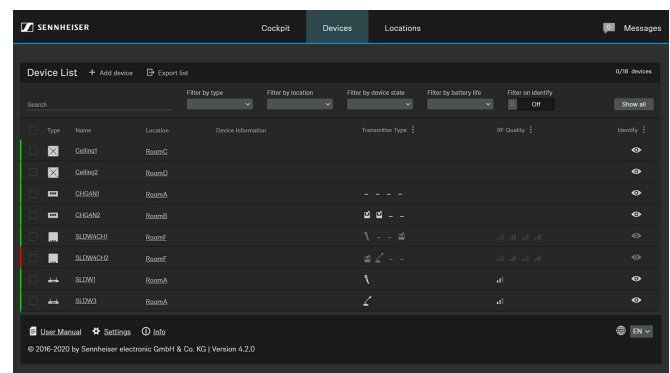 SENNHEISER Cockpit Devices Locations 0 Messages
Device List + Add device Export list 0/18 devices
Filter by type Filter by location Filter by device state Filter by battery life Filter on identify
Search Off Show all
Type Name Location Device Information Transmitter Type RF Quality Identify
Ceiling1 RoomC
Ceiling2 RoomD
CHG4N1 RoomA – – – –
CHG4N2 RoomB – –
SLDW4CH1 RoomE – –
SLDW4CH2 RoomE – –
SLDW1 RoomA
SLDW3 RoomA
User Manual Settings Info EN
© 2016-2020 by Sennheiser electronic GmbH & Co. KG | Version 4.2.0